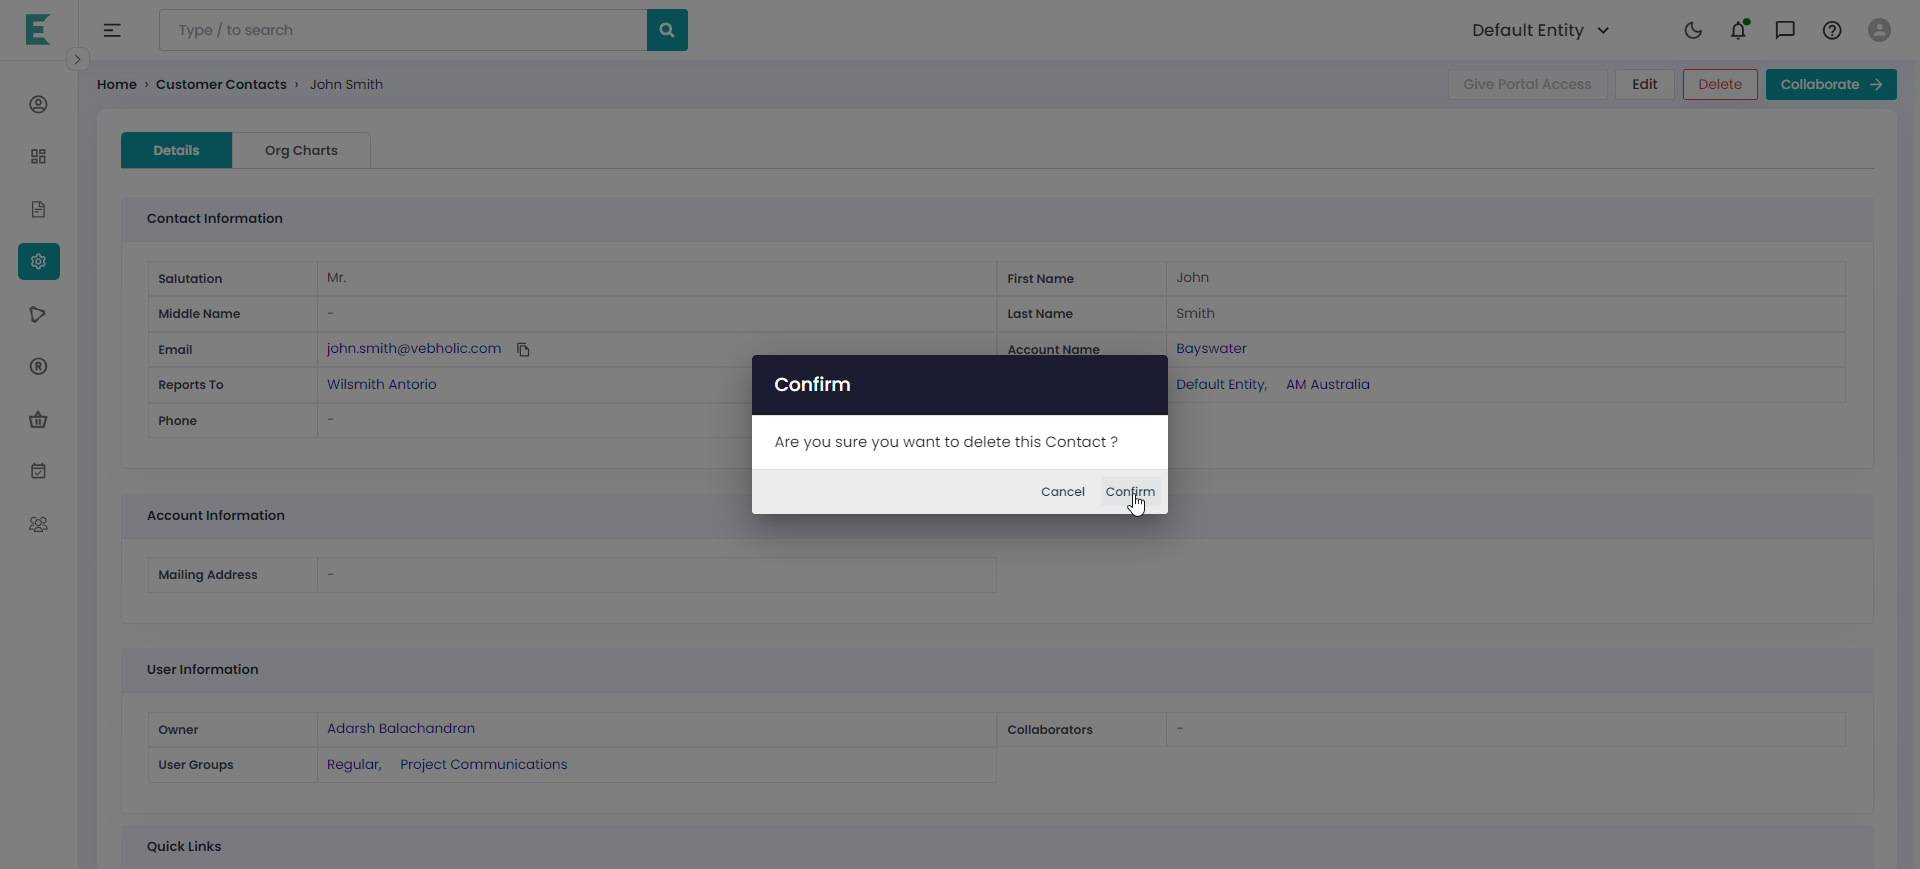 Type / to search
Default Entity
Home › Customer Contacts › John Smith
Give Portal Access
Edit
Delete
Collaborate
Details
Org Charts
Contact Information
Salutation
Mr.
First Name
John
Middle Name
-
Last Name
Smith
Email
john.smith@vebholic.com
Account Name
Bayswater
Reports To
Wilsmith Antorio
Default Entity, AM Australia
Phone
-
Confirm
Are you sure you want to delete this Contact ?
Cancel
Confirm
Account Information
Mailing Address
-
User Information
Owner
Adarsh Balachandran
Collaborators
-
User Groups
Regular, Project Communications
Quick Links